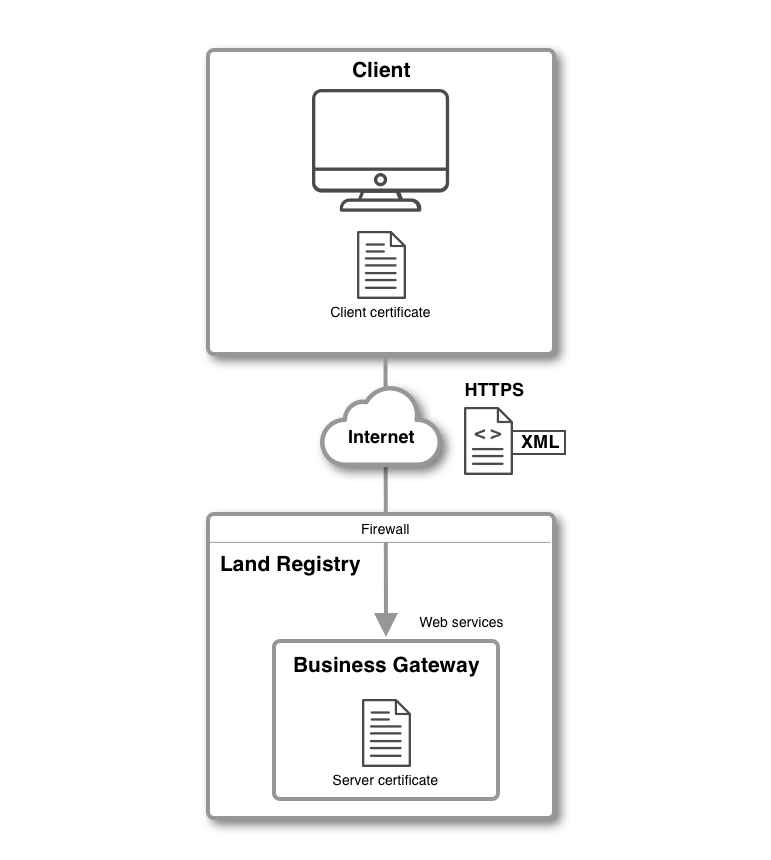 Client
Client certificate
HTTPS
< >
XML
Internet
Firewall
Land Registry
Web services
Business Gateway
Server certificate